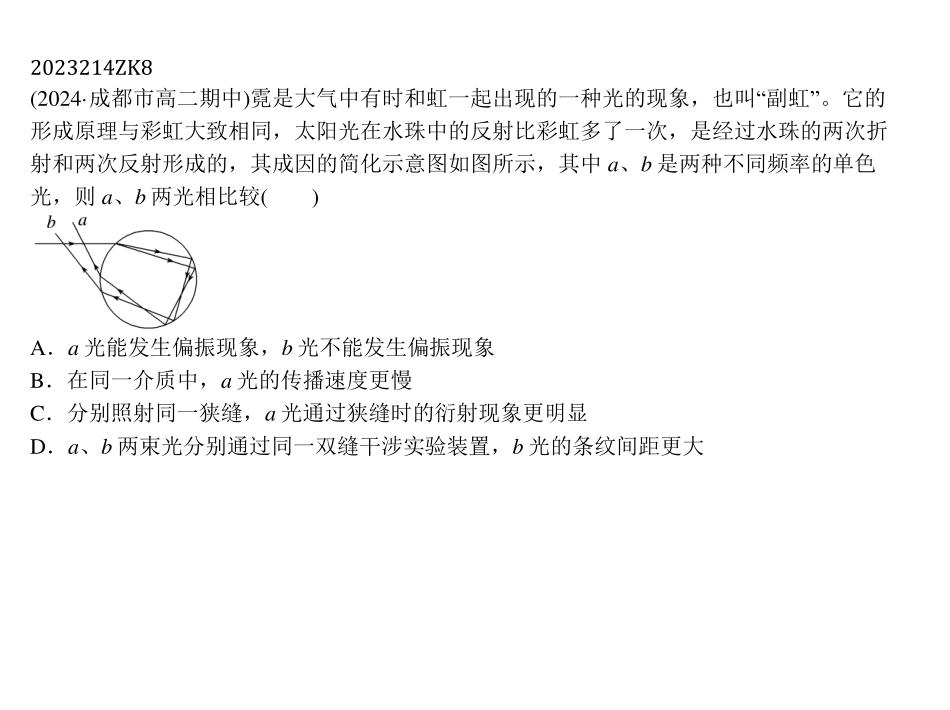 2023214ZK8
(2024·成都市高二期中)霓是大气中有时和虹一起出现的一种光的现象，也叫“副虹”。它的
形成原理与彩虹大致相同，太阳光在水珠中的反射比彩虹多了一次，是经过水珠的两次折
射和两次反射形成的，其成因的简化示意图如图所示，其中 a、b 是两种不同频率的单色
光，则 a、b 两光相比较(　　)
b a
A．a 光能发生偏振现象，b 光不能发生偏振现象
B．在同一介质中，a 光的传播速度更慢
C．分别照射同一狭缝，a 光通过狭缝时的衍射现象更明显
D．a、b 两束光分别通过同一双缝干涉实验装置，b 光的条纹间距更大